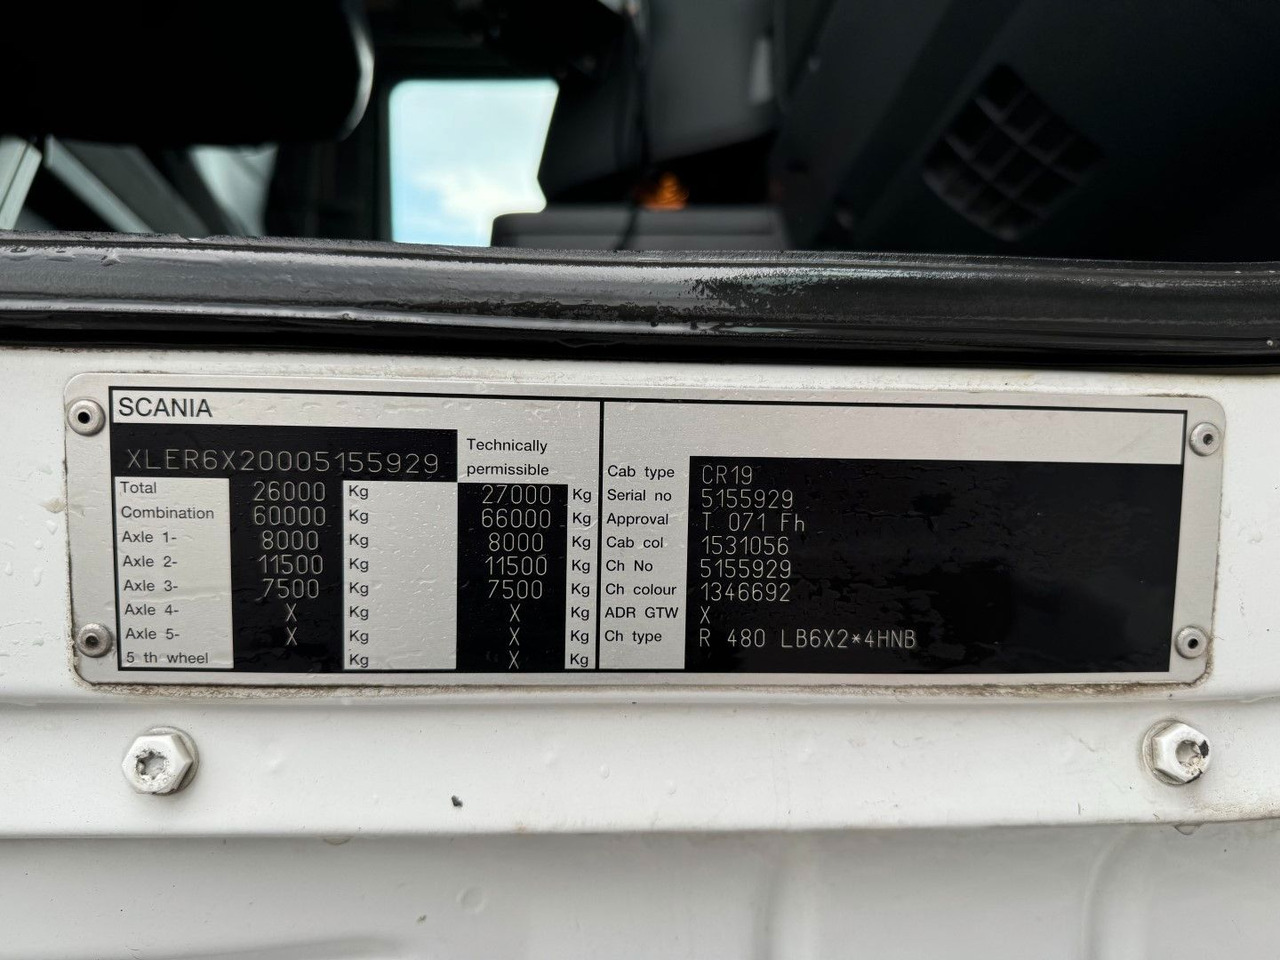 SCANIA
XLER6X20005155929 Technically permissible
Total 26000 Kg 27000 Kg
Combination 60000 Kg 66000 Kg
Axle 1- 8000 Kg 8000 Kg
Axle 2- 11500 Kg 11500 Kg
Axle 3- 7500 Kg 7500 Kg
Axle 4- X Kg X Kg
Axle 5- X Kg X Kg
5 th wheel Kg X Kg
Cab type CR19
Serial no 5155929
Approval T 071 Fh
Cab col 1531056
Ch No 5155929
Ch colour 1346692
ADR GTW X
Ch type R 480 LB6X2*4HNB